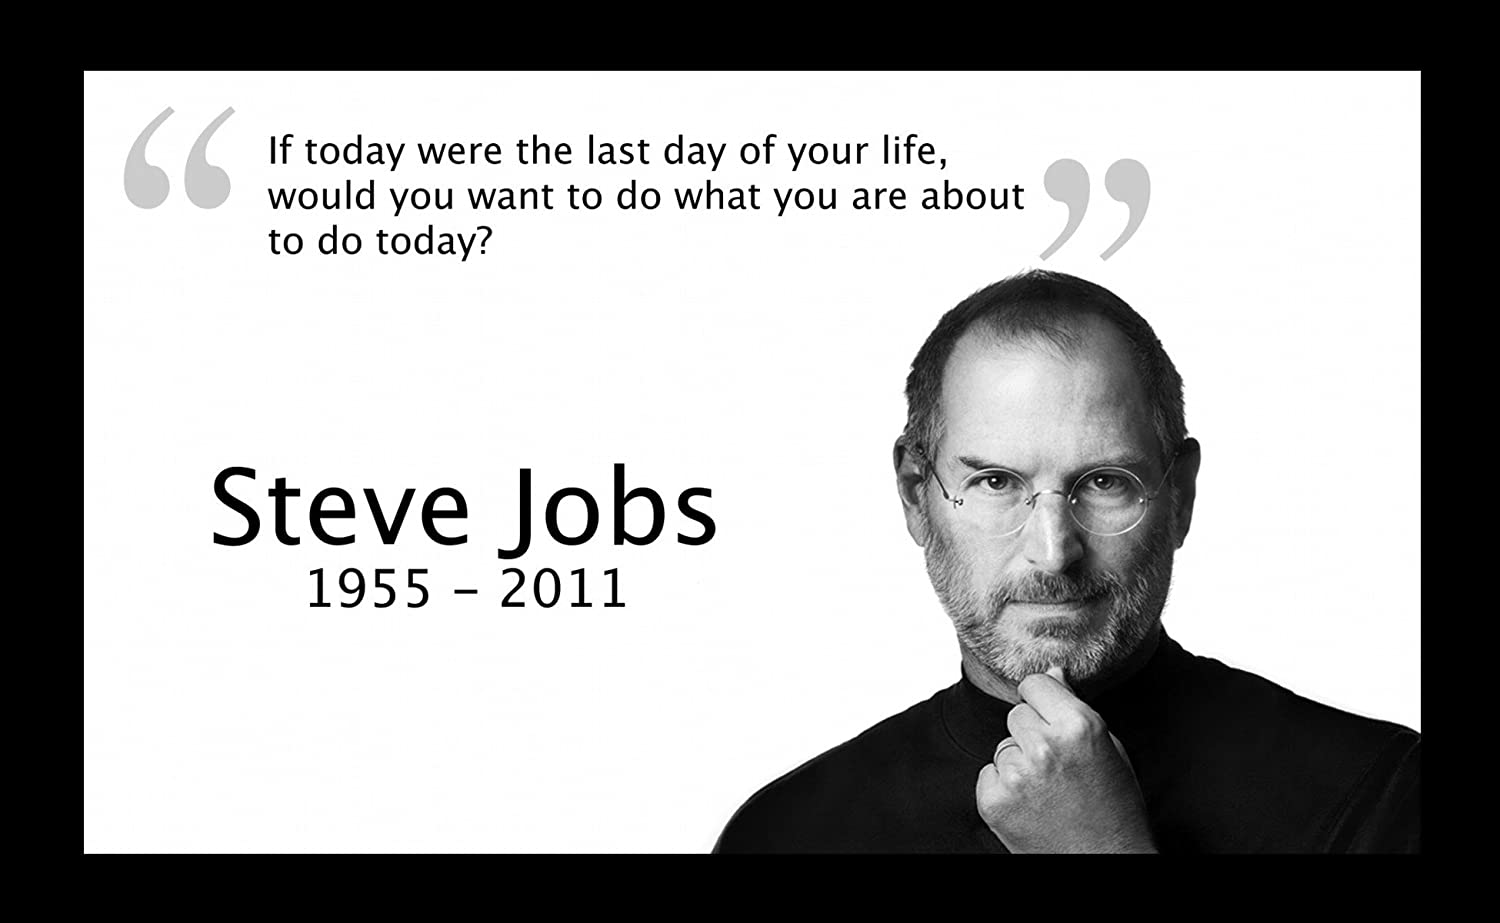 “ If today were the last day of your life,
would you want to do what you are about
to do today? ”
Steve Jobs
1955 – 2011